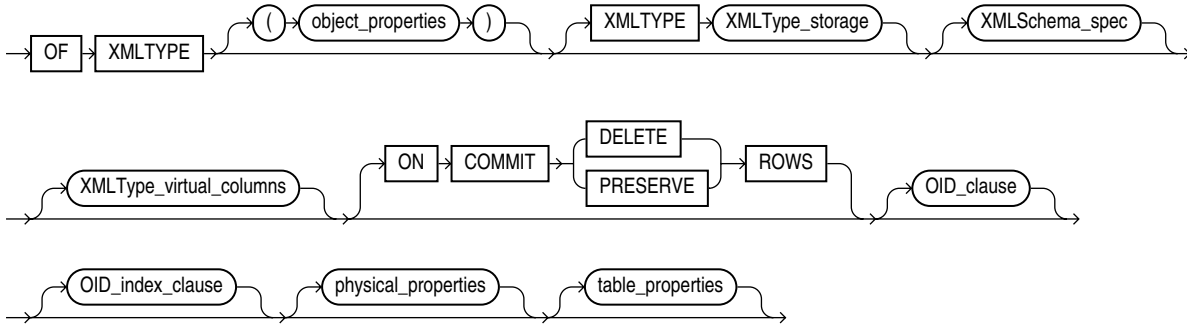 ( object_properties ) XMLTYPE XMLType_storage XMLSchema_spec
OF XMLTYPE
DELETE
ON COMMIT ROWS
XMLType_virtual_columns PRESERVE OID_clause
OID_index_clause physical_properties table_properties